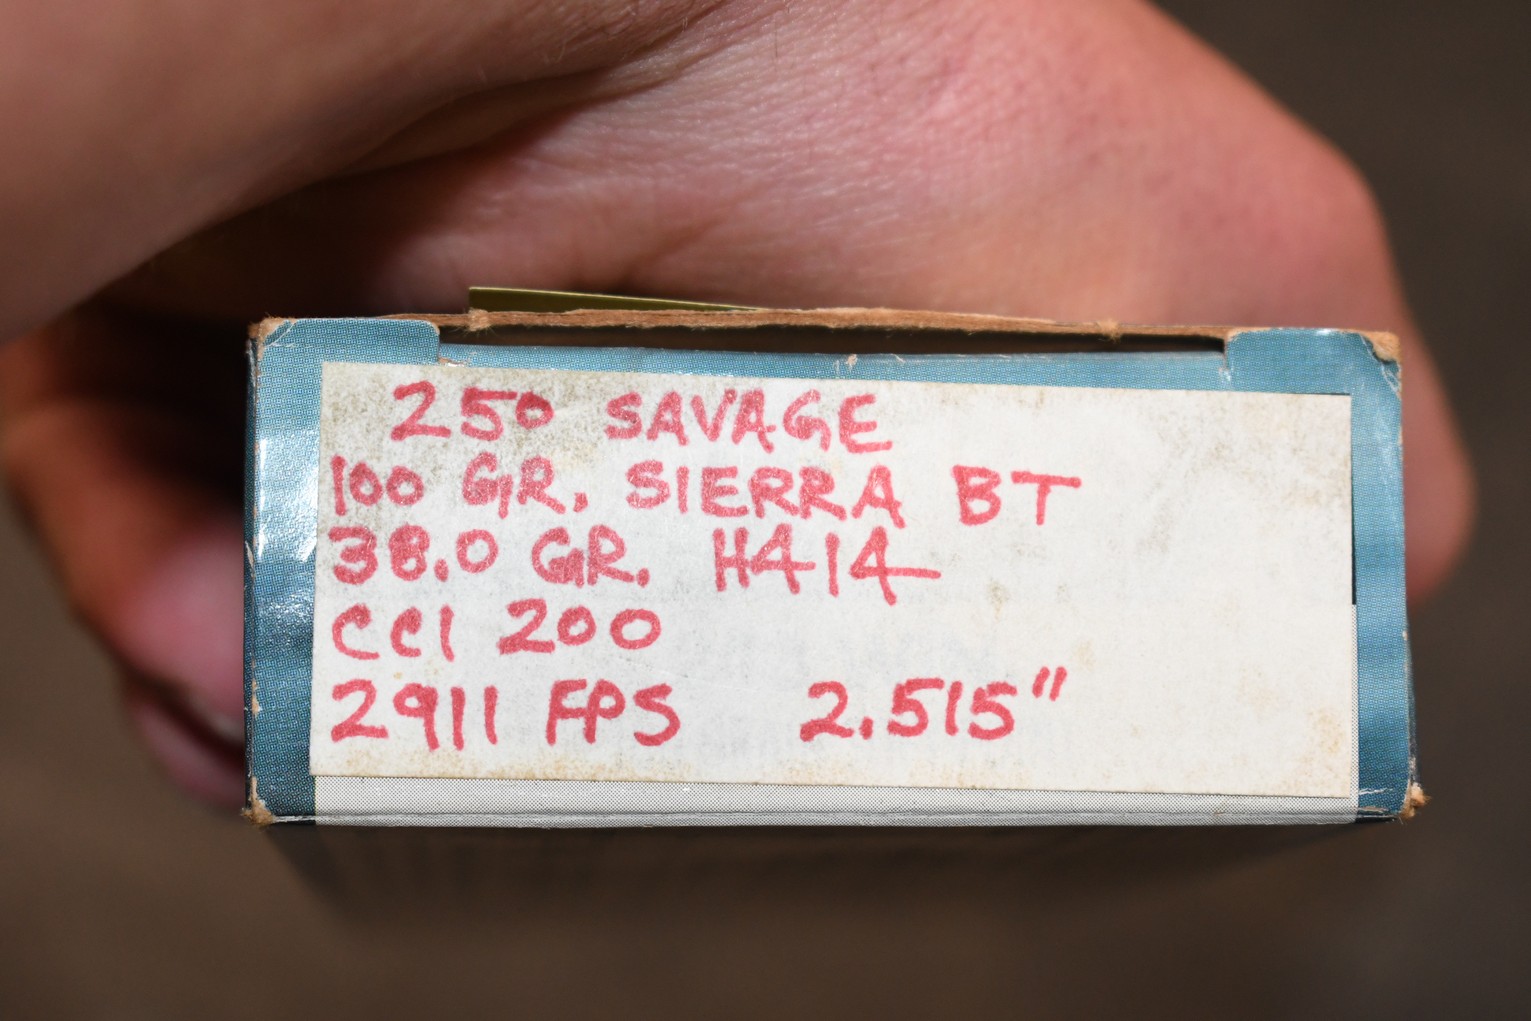 250 SAVAGE
100 GR. SIERRA BT
38.0 GR. H414
CCI 200
2911 FPS 2.515"